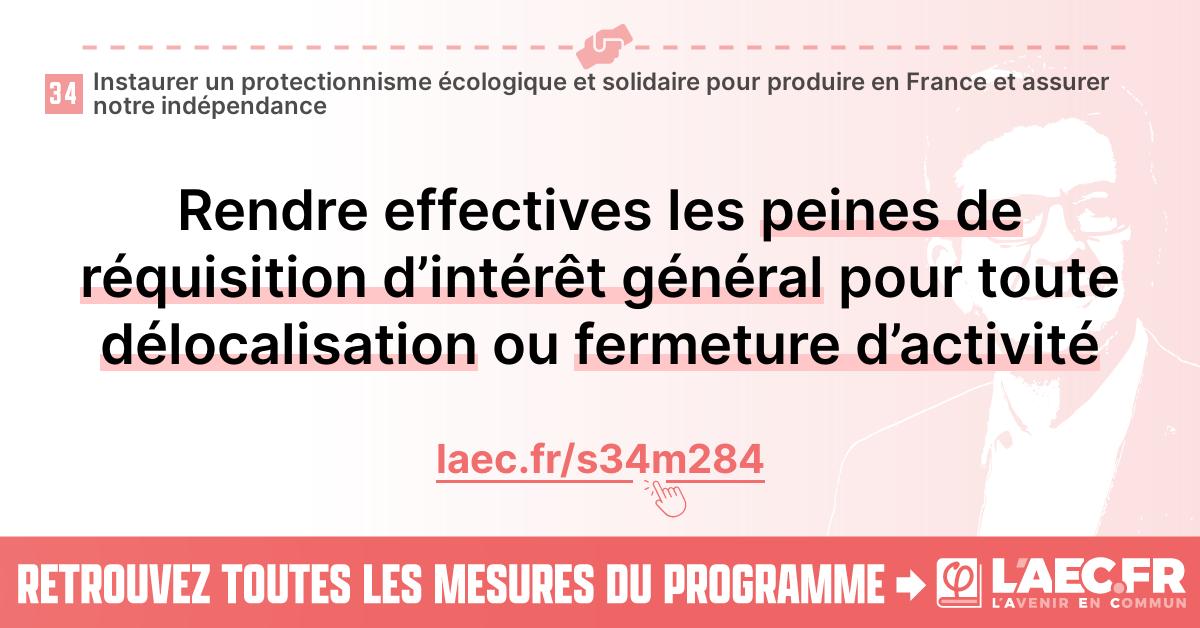 34 Instaurer un protectionnisme écologique et solidaire pour produire en France et assurer
notre indépendance
Rendre effectives les peines de
réquisition d’intérêt général pour toute
délocalisation ou fermeture d’activité
laec.fr/s34m284
RETROUVEZ TOUTES LES MESURES DU PROGRAMME
L'AEC.FR
L'AVENIR EN COMMUN